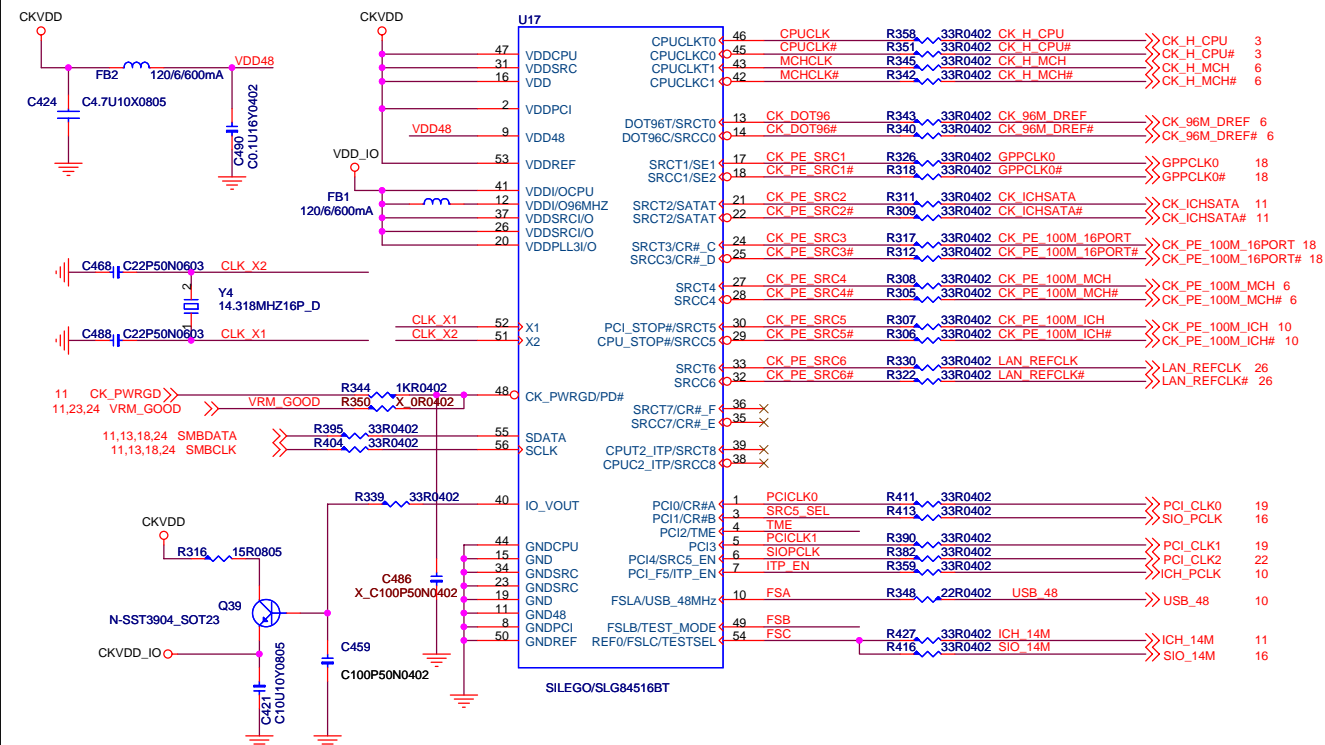 CKVDD
CKVDD
U17
FB2
120/6/600mA
VDD48
C424
C4.7U10X0805
C490
C0.1U16Y0402
VDD48
VDD_IO
FB1
120/6/600mA
47 VDDCPU
31 VDDSRC
16 VDD
2 VDDPCI
9 VDD48
53 VDDREF
41 VDDI/OCPU
12 VDDI/O96MHZ
37 VDDSRCI/O
26 VDDSRCI/O
20 VDDPLL3I/O
C468 C22P50N0603 CLK_X2
2
Y4
14.318MHZ16P_D
1
C488 C22P50N0603 CLK_X1
CLK_X1 52 X1
CLK_X2 51 X2
11 CK_PWRGD R344 1KR0402 48 CK_PWRGD/PD#
11,23,24 VRM_GOOD VRM_GOOD R350 X_0R0402
11,13,18,24 SMBDATA R395 33R0402 55 SDATA
11,13,18,24 SMBCLK R404 33R0402 56 SCLK
R339 33R0402 40 IO_VOUT
CKVDD
R316 15R0805
Q39
N-SST3904_SOT23
CKVDD_IO
C421
C10U10Y0805
C459
C100P50N0402
C486
X_C100P50N0402
44 GNDCPU
15 GND
34 GNDSRC
23 GNDSRC
19 GND
11 GND48
8 GNDPCI
50 GNDREF
SILEGO/SLG84516BT
CPUCLKT0 46 CPUCLK R358 33R0402 CK_H_CPU CK_H_CPU 3
CPUCLKC0 45 CPUCLK# R351 33R0402 CK_H_CPU# CK_H_CPU# 3
CPUCLKT1 43 MCHCLK R345 33R0402 CK_H_MCH CK_H_MCH 6
CPUCLKC1 42 MCHCLK# R342 33R0402 CK_H_MCH# CK_H_MCH# 6
DOT96T/SRCT0 13 CK_DOT96 R343 33R0402 CK_96M_DREF CK_96M_DREF 6
DOT96C/SRCC0 14 CK_DOT96# R340 33R0402 CK_96M_DREF# CK_96M_DREF# 6
SRCT1/SE1 17 CK_PE_SRC1 R326 33R0402 GPPCLK0 GPPCLK0 18
SRCC1/SE2 18 CK_PE_SRC1# R318 33R0402 GPPCLK0# GPPCLK0# 18
SRCT2/SATAT 21 CK_PE_SRC2 R311 33R0402 CK_ICHSATA CK_ICHSATA 11
SRCT2/SATAT 22 CK_PE_SRC2# R309 33R0402 CK_ICHSATA# CK_ICHSATA# 11
SRCT3/CR#_C 24 CK_PE_SRC3 R317 33R0402 CK_PE_100M_16PORT CK_PE_100M_16PORT 18
SRCC3/CR#_D 25 CK_PE_SRC3# R312 33R0402 CK_PE_100M_16PORT# CK_PE_100M_16PORT# 18
SRCT4 27 CK_PE_SRC4 R308 33R0402 CK_PE_100M_MCH CK_PE_100M_MCH 6
SRCC4 28 CK_PE_SRC4# R305 33R0402 CK_PE_100M_MCH# CK_PE_100M_MCH# 6
PCI_STOP#/SRCT5 30 CK_PE_SRC5 R307 33R0402 CK_PE_100M_ICH CK_PE_100M_ICH 10
CPU_STOP#/SRCC5 29 CK_PE_SRC5# R306 33R0402 CK_PE_100M_ICH# CK_PE_100M_ICH# 10
SRCT6 33 CK_PE_SRC6 R330 33R0402 LAN_REFCLK LAN_REFCLK 26
SRCC6 32 CK_PE_SRC6# R322 33R0402 LAN_REFCLK# LAN_REFCLK# 26
SRCT7/CR#_F 36
SRCC7/CR#_E 35
CPUT2_ITP/SRCT8 39
CPUC2_ITP/SRCC8 38
PCI0/CR#A 1 PCICLK0 R411 33R0402 PCI_CLK0 19
PCI1/CR#B 3 SRC5_SEL R413 33R0402 SIO_PCLK 16
PCI2/TME 4 TME
PCI3 5 PCICLK1 R390 33R0402 PCI_CLK1 19
PCI4/SRC5_EN 6 SIOPCLK R382 33R0402 PCI_CLK2 22
PCI_F5/ITP_EN 7 ITP_EN R359 33R0402 ICH_PCLK 10
FSLA/USB_48MHz 10 FSA R348 22R0402 USB_48 USB_48 10
FSLB/TEST_MODE 49 FSB
REF0/FSLC/TESTSEL 54 FSC R427 33R0402 ICH_14M ICH_14M 11
R416 33R0402 SIO_14M SIO_14M 16